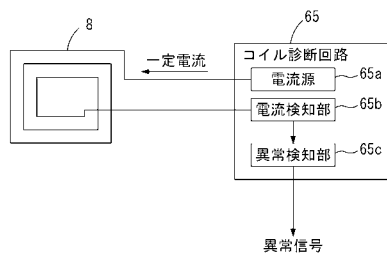 8
65
一定電流
コイル診断回路
電流源
65a
電流検知部
65b
異常検知部
65c
異常信号